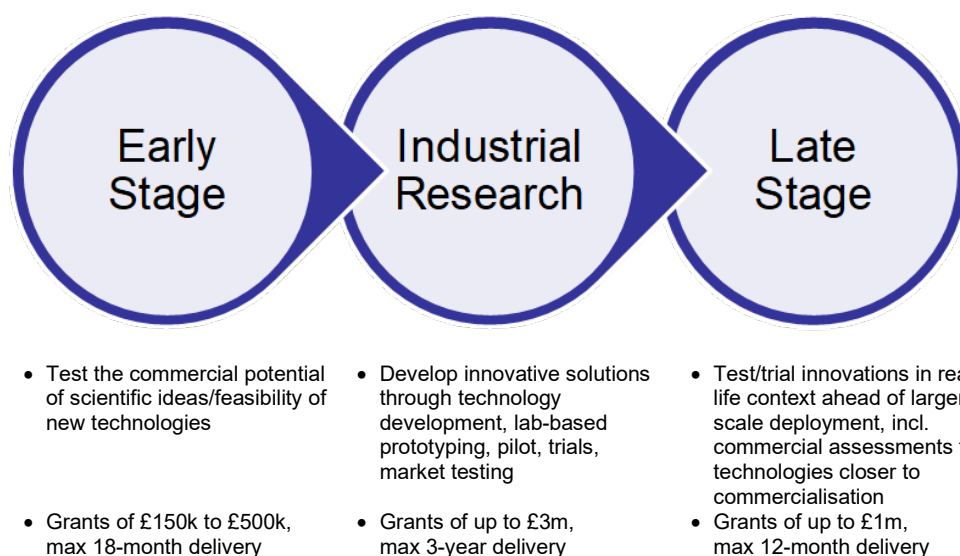 Early
Stage
Industrial
Research
Late
Stage
• Test the commercial potential
of scientific ideas/feasibility of
new technologies
• Grants of £150k to £500k,
max 18-month delivery
• Develop innovative solutions
through technology
development, lab-based
prototyping, pilot, trials,
market testing
• Grants of up to £3m,
max 3-year delivery
• Test/trial innovations in
life context ahead of larger
scale deployment, incl.
commercial assessments
technologies closer to
commercialisation
• Grants of up to £1m,
max 12-month delivery